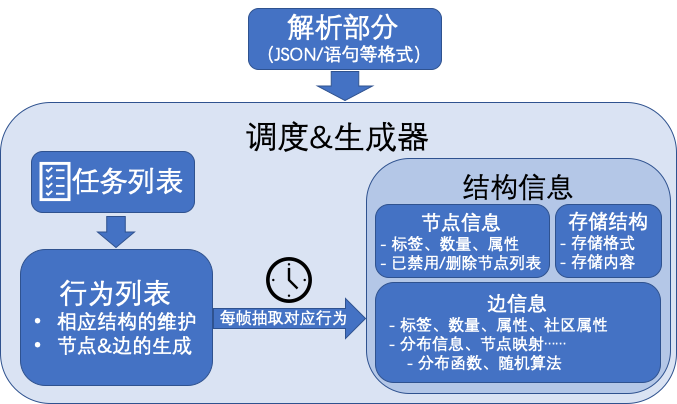 解析部分
（JSON/语句等格式）
调度&生成器
任务列表
行为列表
• 相应结构的维护
• 节点&边的生成
每帧抽取对应行为
结构信息
节点信息
- 标签、数量、属性
- 已禁用/删除节点列表
存储结构
- 存储格式
- 存储内容
边信息
- 标签、数量、属性、社区属性
- 分布信息、节点映射……
- 分布函数、随机算法